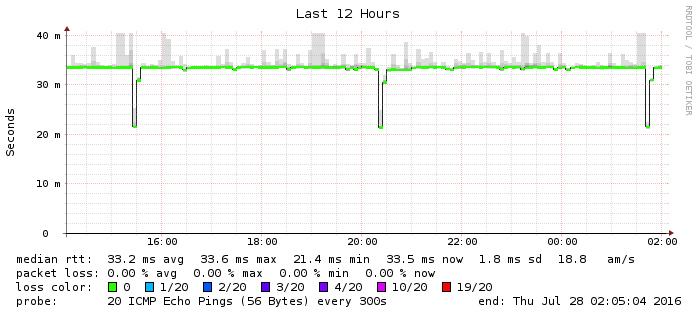 Last 12 Hours
RRDTOOL / TOBI OETIKER
Seconds
40 m
30 m
20 m
10 m
0
16:00 18:00 20:00 22:00 00:00 02:00
median rtt: 33.2 ms avg 33.6 ms max 21.4 ms min 33.5 ms now 1.8 ms sd 18.8 am/s
packet loss: 0.00 % avg 0.00 % max 0.00 % min 0.00 % now
loss color: 0 1/20 2/20 3/20 4/20 10/20 19/20
probe: 20 ICMP Echo Pings (56 Bytes) every 300s end: Thu Jul 28 02:05:04 2016